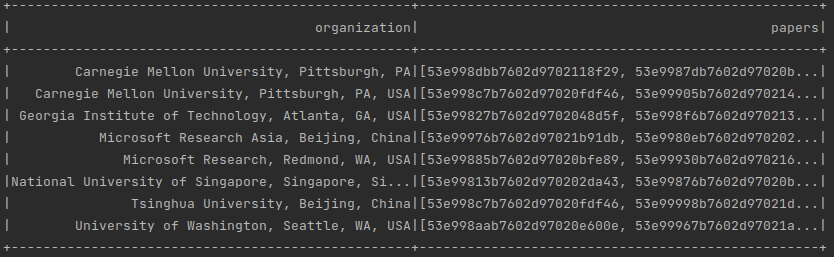 +--------------------------------------------------+--------------------------------------------------+
|                                      organization|                                            papers|
+--------------------------------------------------+--------------------------------------------------+
|        Carnegie Mellon University, Pittsburgh, PA|[53e998dbb7602d9702118f29, 53e9987db7602d97020b...|
|   Carnegie Mellon University, Pittsburgh, PA, USA|[53e998c7b7602d97020fdf46, 53e99905b7602d970214...|
| Georgia Institute of Technology, Atlanta, GA, USA|[53e99827b7602d9702048d5f, 53e998f6b7602d970213...|
|           Microsoft Research Asia, Beijing, China|[53e99976b7602d97021b91db, 53e9980eb7602d970202...|
|              Microsoft Research, Redmond, WA, USA|[53e99885b7602d97020bfe89, 53e99930b7602d970216...|
|National University of Singapore, Singapore, Si...|[53e99813b7602d970202da43, 53e99876b7602d97020b...|
|               Tsinghua University, Beijing, China|[53e998c7b7602d97020fdf46, 53e99998b7602d97021d...|
|        University of Washington, Seattle, WA, USA|[53e998aab7602d97020e600e, 53e99967b7602d97021a...|
+--------------------------------------------------+--------------------------------------------------+